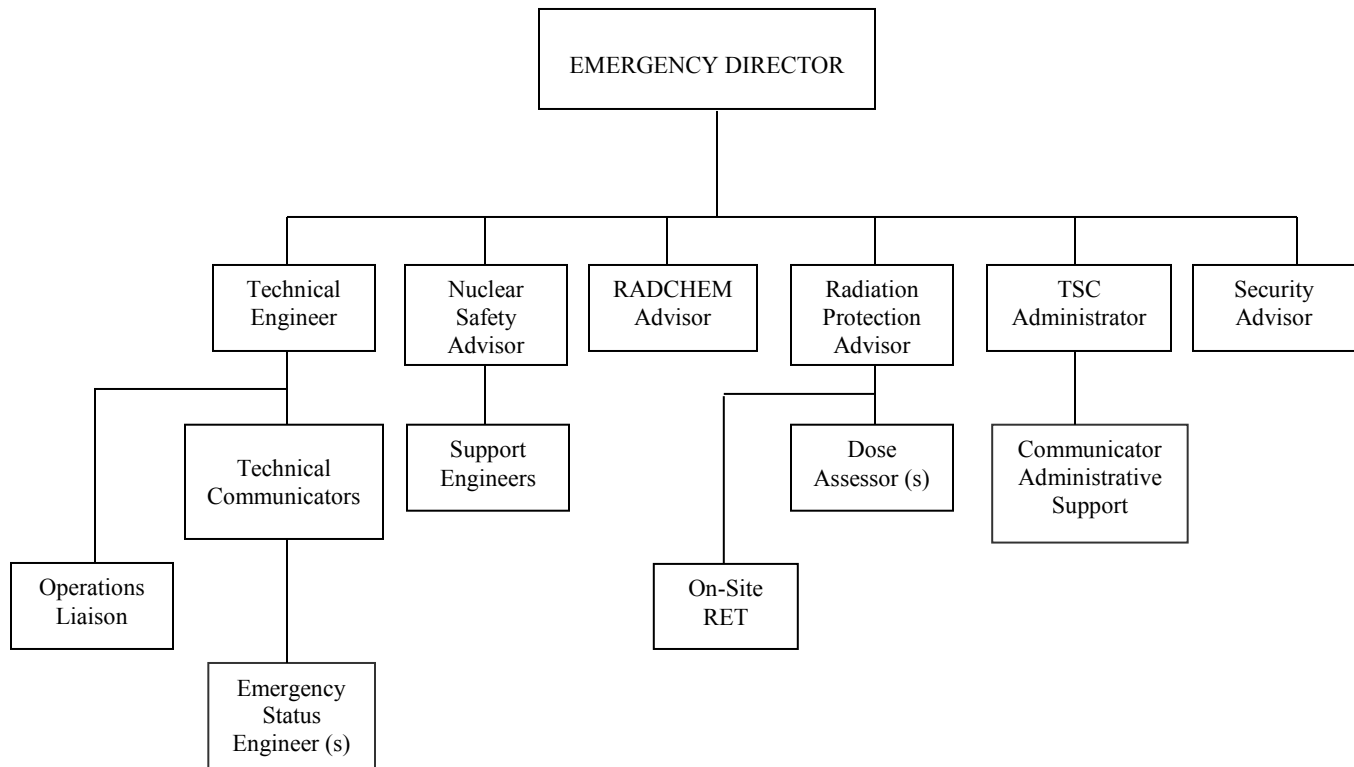 EMERGENCY DIRECTOR
Technical
Engineer
Nuclear
Safety
Advisor
RADCHEM
Advisor
Radiation
Protection
Advisor
TSC
Administrator
Security
Advisor
Technical
Communicators
Support
Engineers
Dose
Assessor (s)
Communicator
Administrative
Support
Operations
Liaison
On-Site
RET
Emergency
Status
Engineer (s)